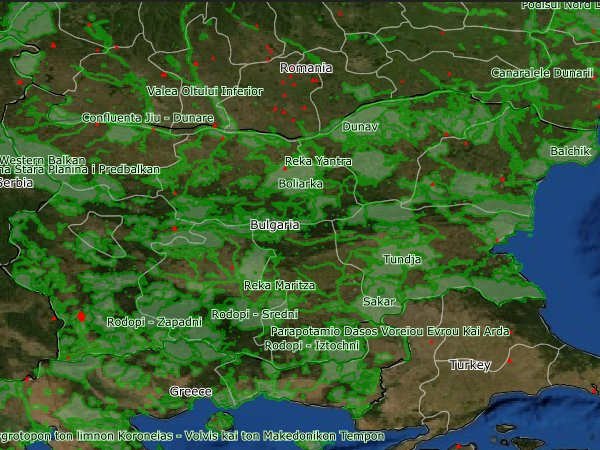 Podisul Nord
Romania
Canaralele Dunarii
Valea Oltului Inferior
Confluenta Jiu - Dunare
Dunav
Balchik
Western Balkan
Reka Yantra
na Stara Planina i Predbalkan
Serbia
Boliarka
Bulgaria
Tundja
Reka Maritza
Sakar
Rodopi - Sredni
Rodopi - Zapadni
Parapotamio Dasos Voreiou Evrou Kai Arda
Rodopi - Iztochni
Turkey
Greece
ygrotopon ton limnon Koroneias - Volvis kai ton Makedonikon Tempon